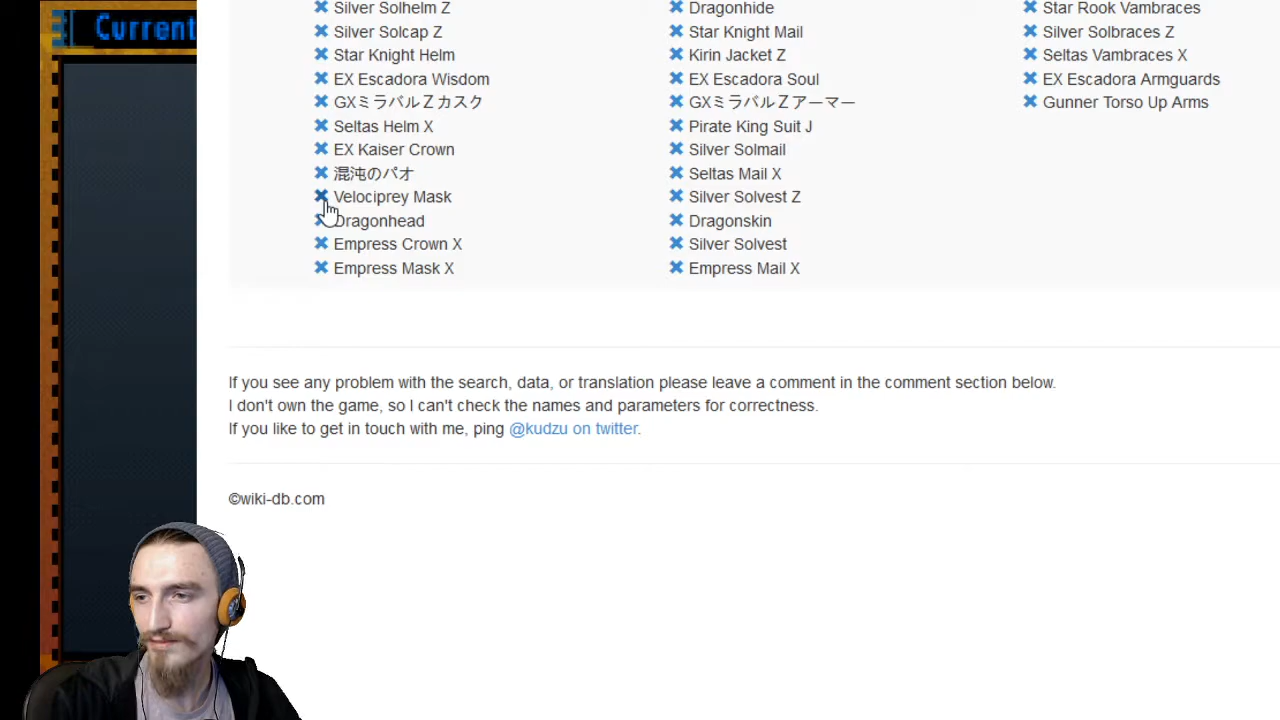 Current
Silver Solhelm Z
Silver Solcap Z
Star Knight Helm
EX Escadora Wisdom
GXミラバルZカスク
Seltas Helm X
EX Kaiser Crown
混沌のパオ
Velociprey Mask
Dragonhead
Empress Crown X
Empress Mask X
Dragonhide
Star Knight Mail
Kirin Jacket Z
EX Escadora Soul
GXミラバルZアーマー
Pirate King Suit J
Silver Solmail
Seltas Mail X
Silver Solvest Z
Dragonskin
Silver Solvest
Empress Mail X
Star Rook Vambraces
Silver Solbraces Z
Seltas Vambraces X
EX Escadora Armguards
Gunner Torso Up Arms
If you see any problem with the search, data, or translation please leave a comment in the comment section below.
I don't own the game, so I can't check the names and parameters for correctness.
If you like to get in touch with me, ping @kudzu on twitter.
©wiki-db.com